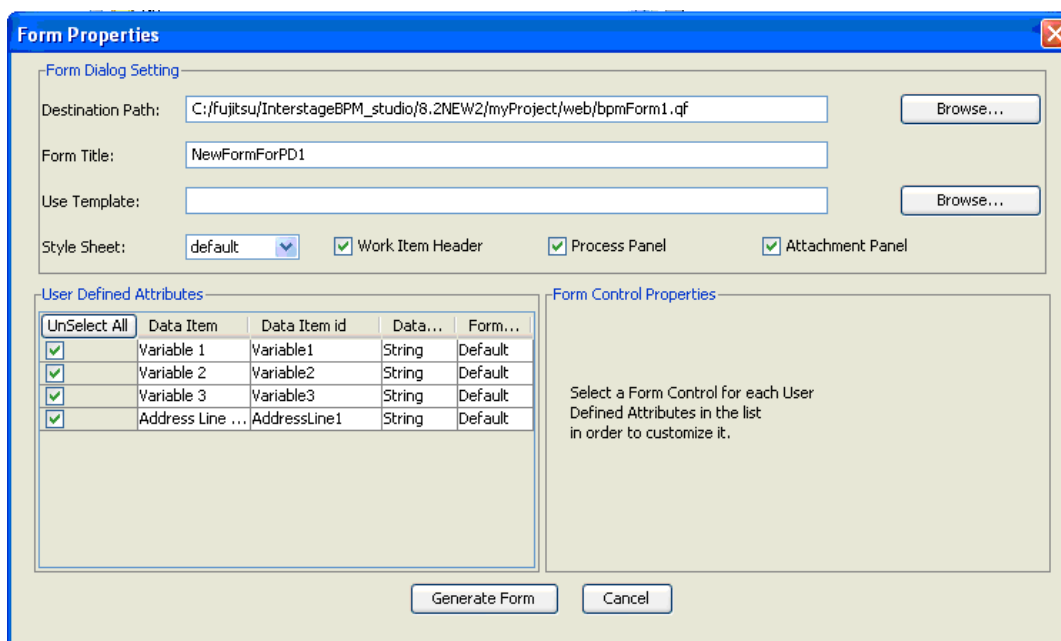 Form Properties
Form Dialog Setting
Destination Path: C:/fujitsu/InterstageBPM_studio/8.2NEW2/myProject/web/bpmForm1.qf Browse...
Form Title: NewFormForPD1
Use Template: Browse...
Style Sheet: default Work Item Header Process Panel Attachment Panel
User Defined Attributes
UnSelect All Data Item Data Item id Data... Form...
Variable 1 Variable1 String Default
Variable 2 Variable2 String Default
Variable 3 Variable3 String Default
Address Line ... AddressLine1 String Default
Form Control Properties
Select a Form Control for each User
Defined Attributes in the list
in order to customize it.
Generate Form Cancel